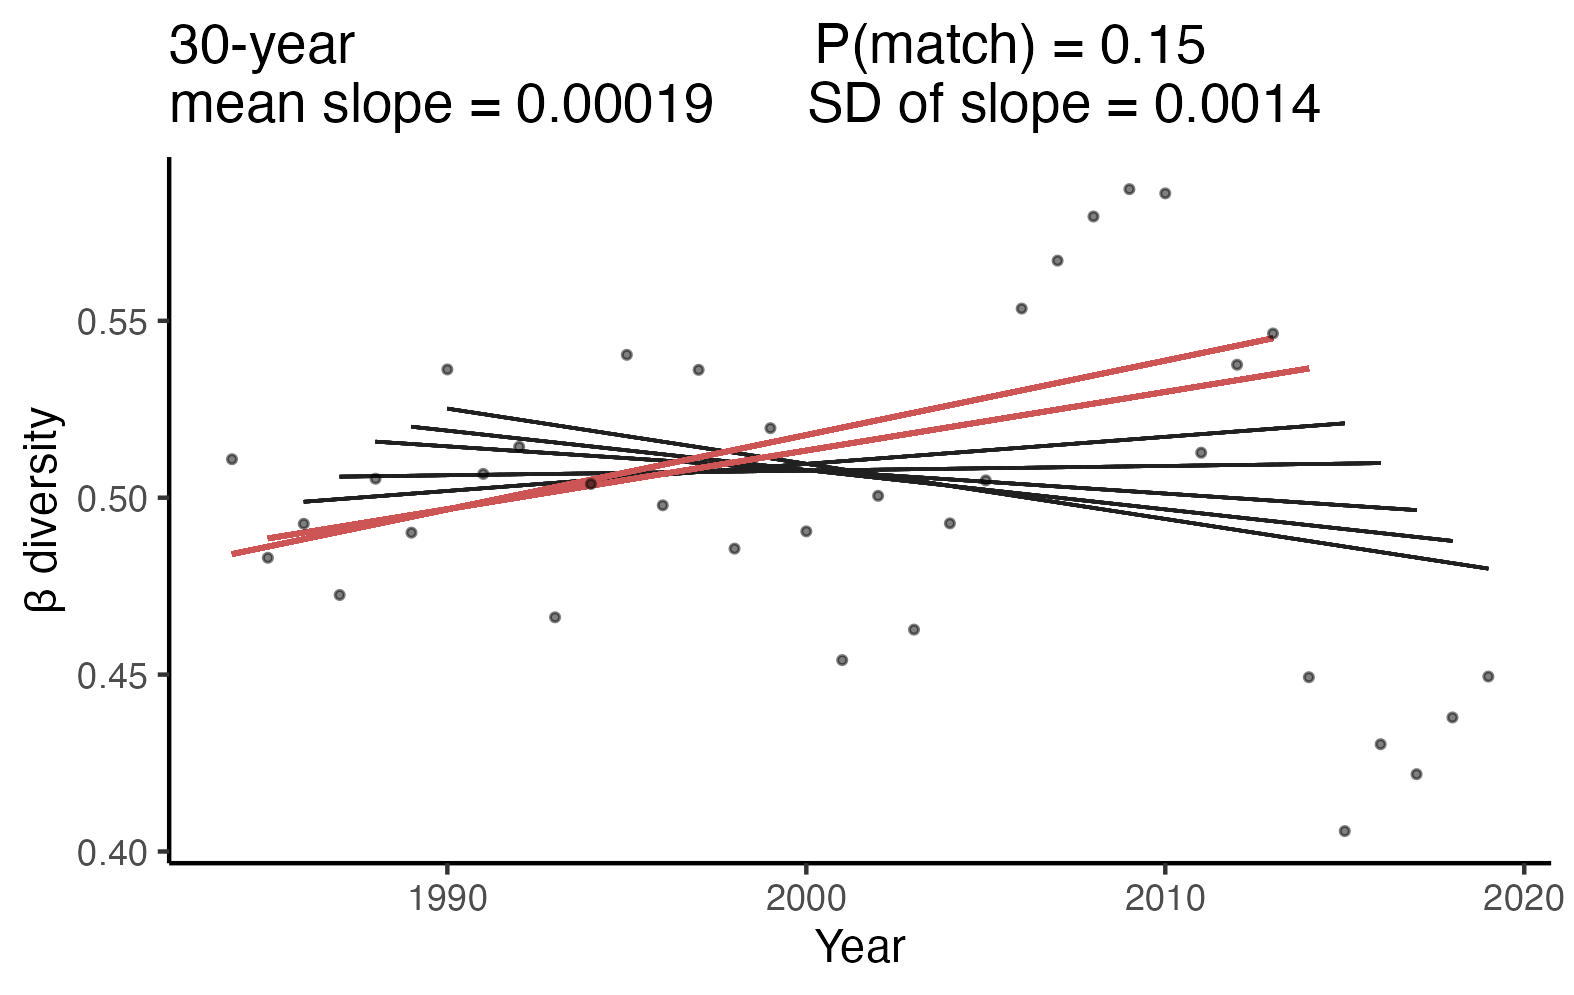 30-year P(match) = 0.15
mean slope = 0.00019 SD of slope = 0.0014
0.55
0.50
0.45
0.40
β diversity
1990 2000 2010 2020
Year